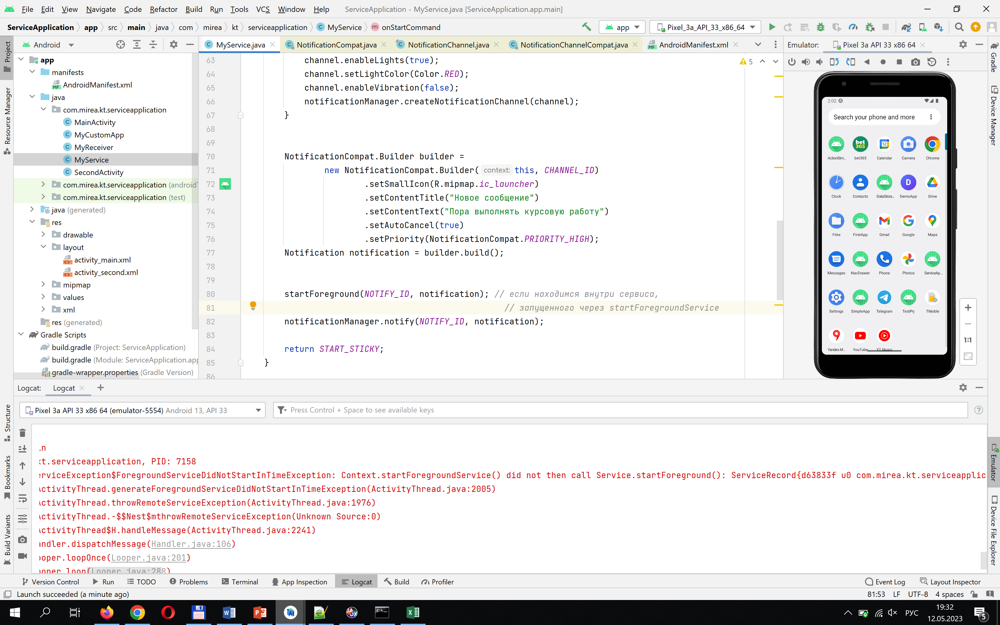 File Edit View Navigate Code Refactor Build Run Tools VCS Window Help ServiceApplication - MyService.java [ServiceApplication.app.main]
ServiceApplication app src main java com mirea kt serviceapplication MyService onStartCommand app Pixel_3a_API_33_x86_64
Project
Resource Manager
Structure
Bookmarks
Build Variants
Android
app
manifests
AndroidManifest.xml
java
com.mirea.kt.serviceapplication
MainActivity
MyCustomApp
MyReceiver
MyService
SecondActivity
com.mirea.kt.serviceapplication (android
com.mirea.kt.serviceapplication (test)
java (generated)
res
drawable
layout
activity_main.xml
activity_second.xml
mipmap
values
xml
res (generated)
Gradle Scripts
build.gradle (Project: ServiceApplication)
build.gradle (Module: ServiceApplication.app
gradle-wrapper.properties (Gradle Version)
MyService.java NotificationCompat.java NotificationChannel.java NotificationChannelCompat.java AndroidManifest.xml
5
63 channel.enableLights(true);
64 channel.setLightColor(Color.RED);
65 channel.enableVibration(false);
66 notificationManager.createNotificationChannel(channel);
67 }
68
69
70 NotificationCompat.Builder builder =
71 new NotificationCompat.Builder( context: this, CHANNEL_ID)
72 .setSmallIcon(R.mipmap.ic_launcher)
73 .setContentTitle("Новое сообщение")
74 .setContentText("Пора выполнять курсовую работу")
75 .setAutoCancel(true)
76 .setPriority(NotificationCompat.PRIORITY_HIGH);
77 Notification notification = builder.build();
78
79
80 startForeground(NOTIFY_ID, notification); // если находимся внутри сервиса,
81 // запущенного через startForegroundService
82 notificationManager.notify(NOTIFY_ID, notification);
83
84 return START_STICKY;
85 }
86
Emulator: Pixel 3a API 33 x86 64
2:02
Search your phone and more
bet365 12
ActionSim... bet365 Calendar Camera Chrome
D
Clock Contacts DataStora... DemoApp Drive
Files FirstApp Gmail Google Maps
Messages NavDrawer Phone Photos ServiceAp...
Settings SimpleApp Telegram TestPrj TMoble
Yandex.M... YouTube YT Music
1:1
Gradle
Device Manager
Emulator
Device File Explorer
Logcat: Logcat
Pixel 3a API 33 x86 64 (emulator-5554) Android 13, API 33 Press Control + Space to see available keys
in
kt.serviceapplication, PID: 7158
erviceException$ForegroundServiceDidNotStartInTimeException: Context.startForegroundService() did not then call Service.startForeground(): ServiceRecord{d63833f u0 com.mirea.kt.serviceapplic
ActivityThread.generateForegroundServiceDidNotStartInTimeException(ActivityThread.java:2005)
ActivityThread.throwRemoteServiceException(ActivityThread.java:1976)
ActivityThread.-$$Nest$mthrowRemoteServiceException(Unknown Source:0)
ActivityThread$H.handleMessage(ActivityThread.java:2241)
andler.dispatchMessage(Handler.java:106)
ooper.loopOnce(Looper.java:201)
ooper.loop(Looper.java:288)
Version Control Run TODO Problems Terminal App Inspection Logcat Build Profiler Event Log Layout Inspector
Launch succeeded (a minute ago) 81:53 LF UTF-8 4 spaces
РУС 19:32
12.05.2023 5